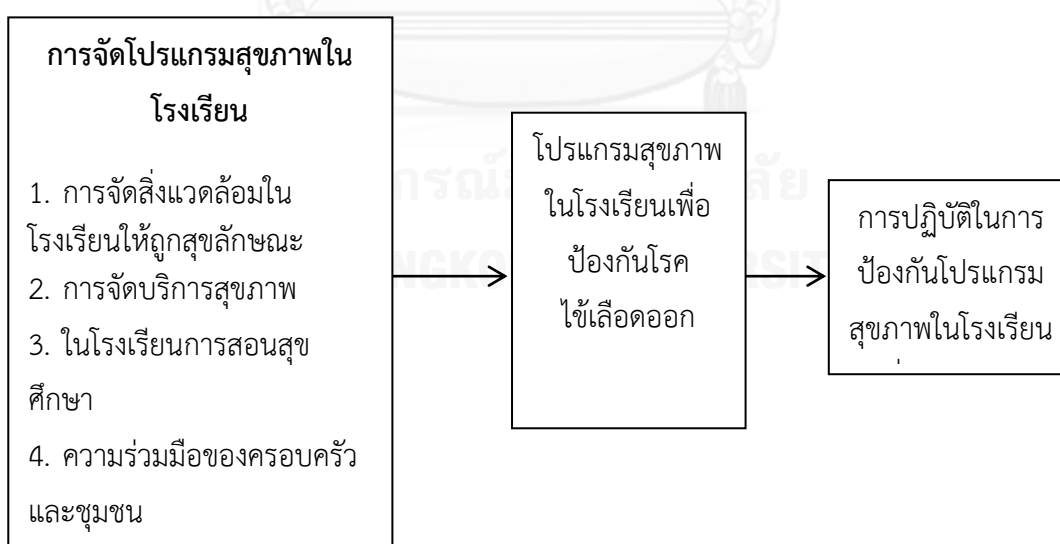 การจัดโปรแกรมสุขภาพใน
โรงเรียน
1. การจัดสิ่งแวดล้อมใน
โรงเรียนให้ถูกสุขลักษณะ
2. การจัดบริการสุขภาพ
3. ในโรงเรียนการสอนสุข
ศึกษา
4. ความร่วมมือของครอบครัว
และชุมชน
โปรแกรมสุขภาพ
ในโรงเรียนเพื่อ
ป้องกันโรค
ไข้เลือดออก
การปฏิบัติในการ
ป้องกันโปรแกรม
สุขภาพในโรงเรียน